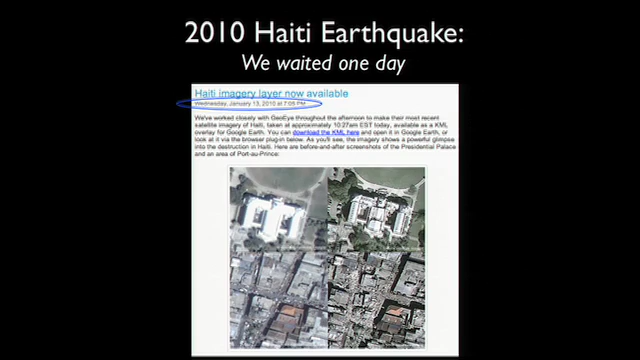 2010 Haiti Earthquake:
We waited one day
Haiti imagery layer now available
Wednesday, January 13, 2010 at 7:05 PM
We've worked closely with GeoEye throughout the afternoon to make their most recent
satellite imagery of Haiti, taken at approximately 10:27am EST today, available as a KML
overlay for Google Earth. You can download the KML here and open it in Google Earth, or
look at it via the browser plug-in below. As you'll see, the imagery shows a powerful glimpse
into the destruction in Haiti. Here are before-and-after screenshots of the Presidential Palace
and an area of Port-au-Prince: